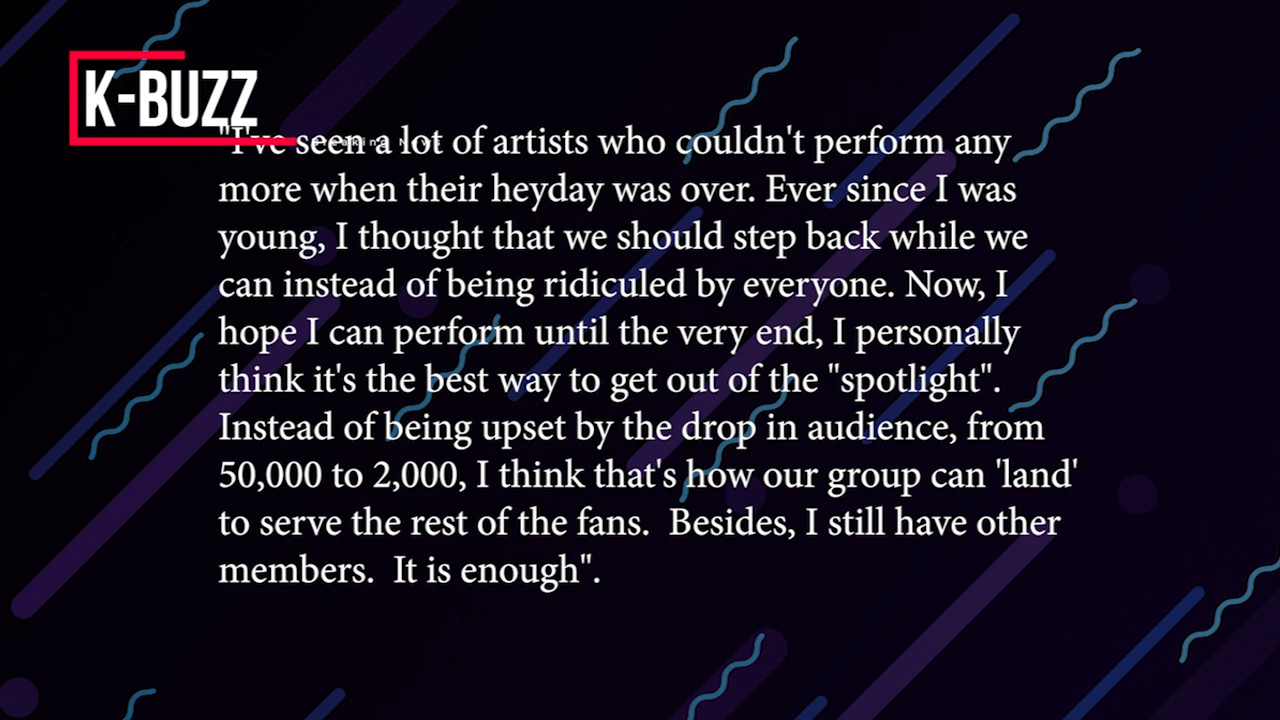 K-BUZZ
Breaking News
"I've seen a lot of artists who couldn't perform any
more when their heyday was over. Ever since I was
young, I thought that we should step back while we
can instead of being ridiculed by everyone. Now, I
hope I can perform until the very end, I personally
think it's the best way to get out of the "spotlight".
Instead of being upset by the drop in audience, from
50,000 to 2,000, I think that's how our group can 'land'
to serve the rest of the fans.  Besides, I still have other
members.  It is enough".